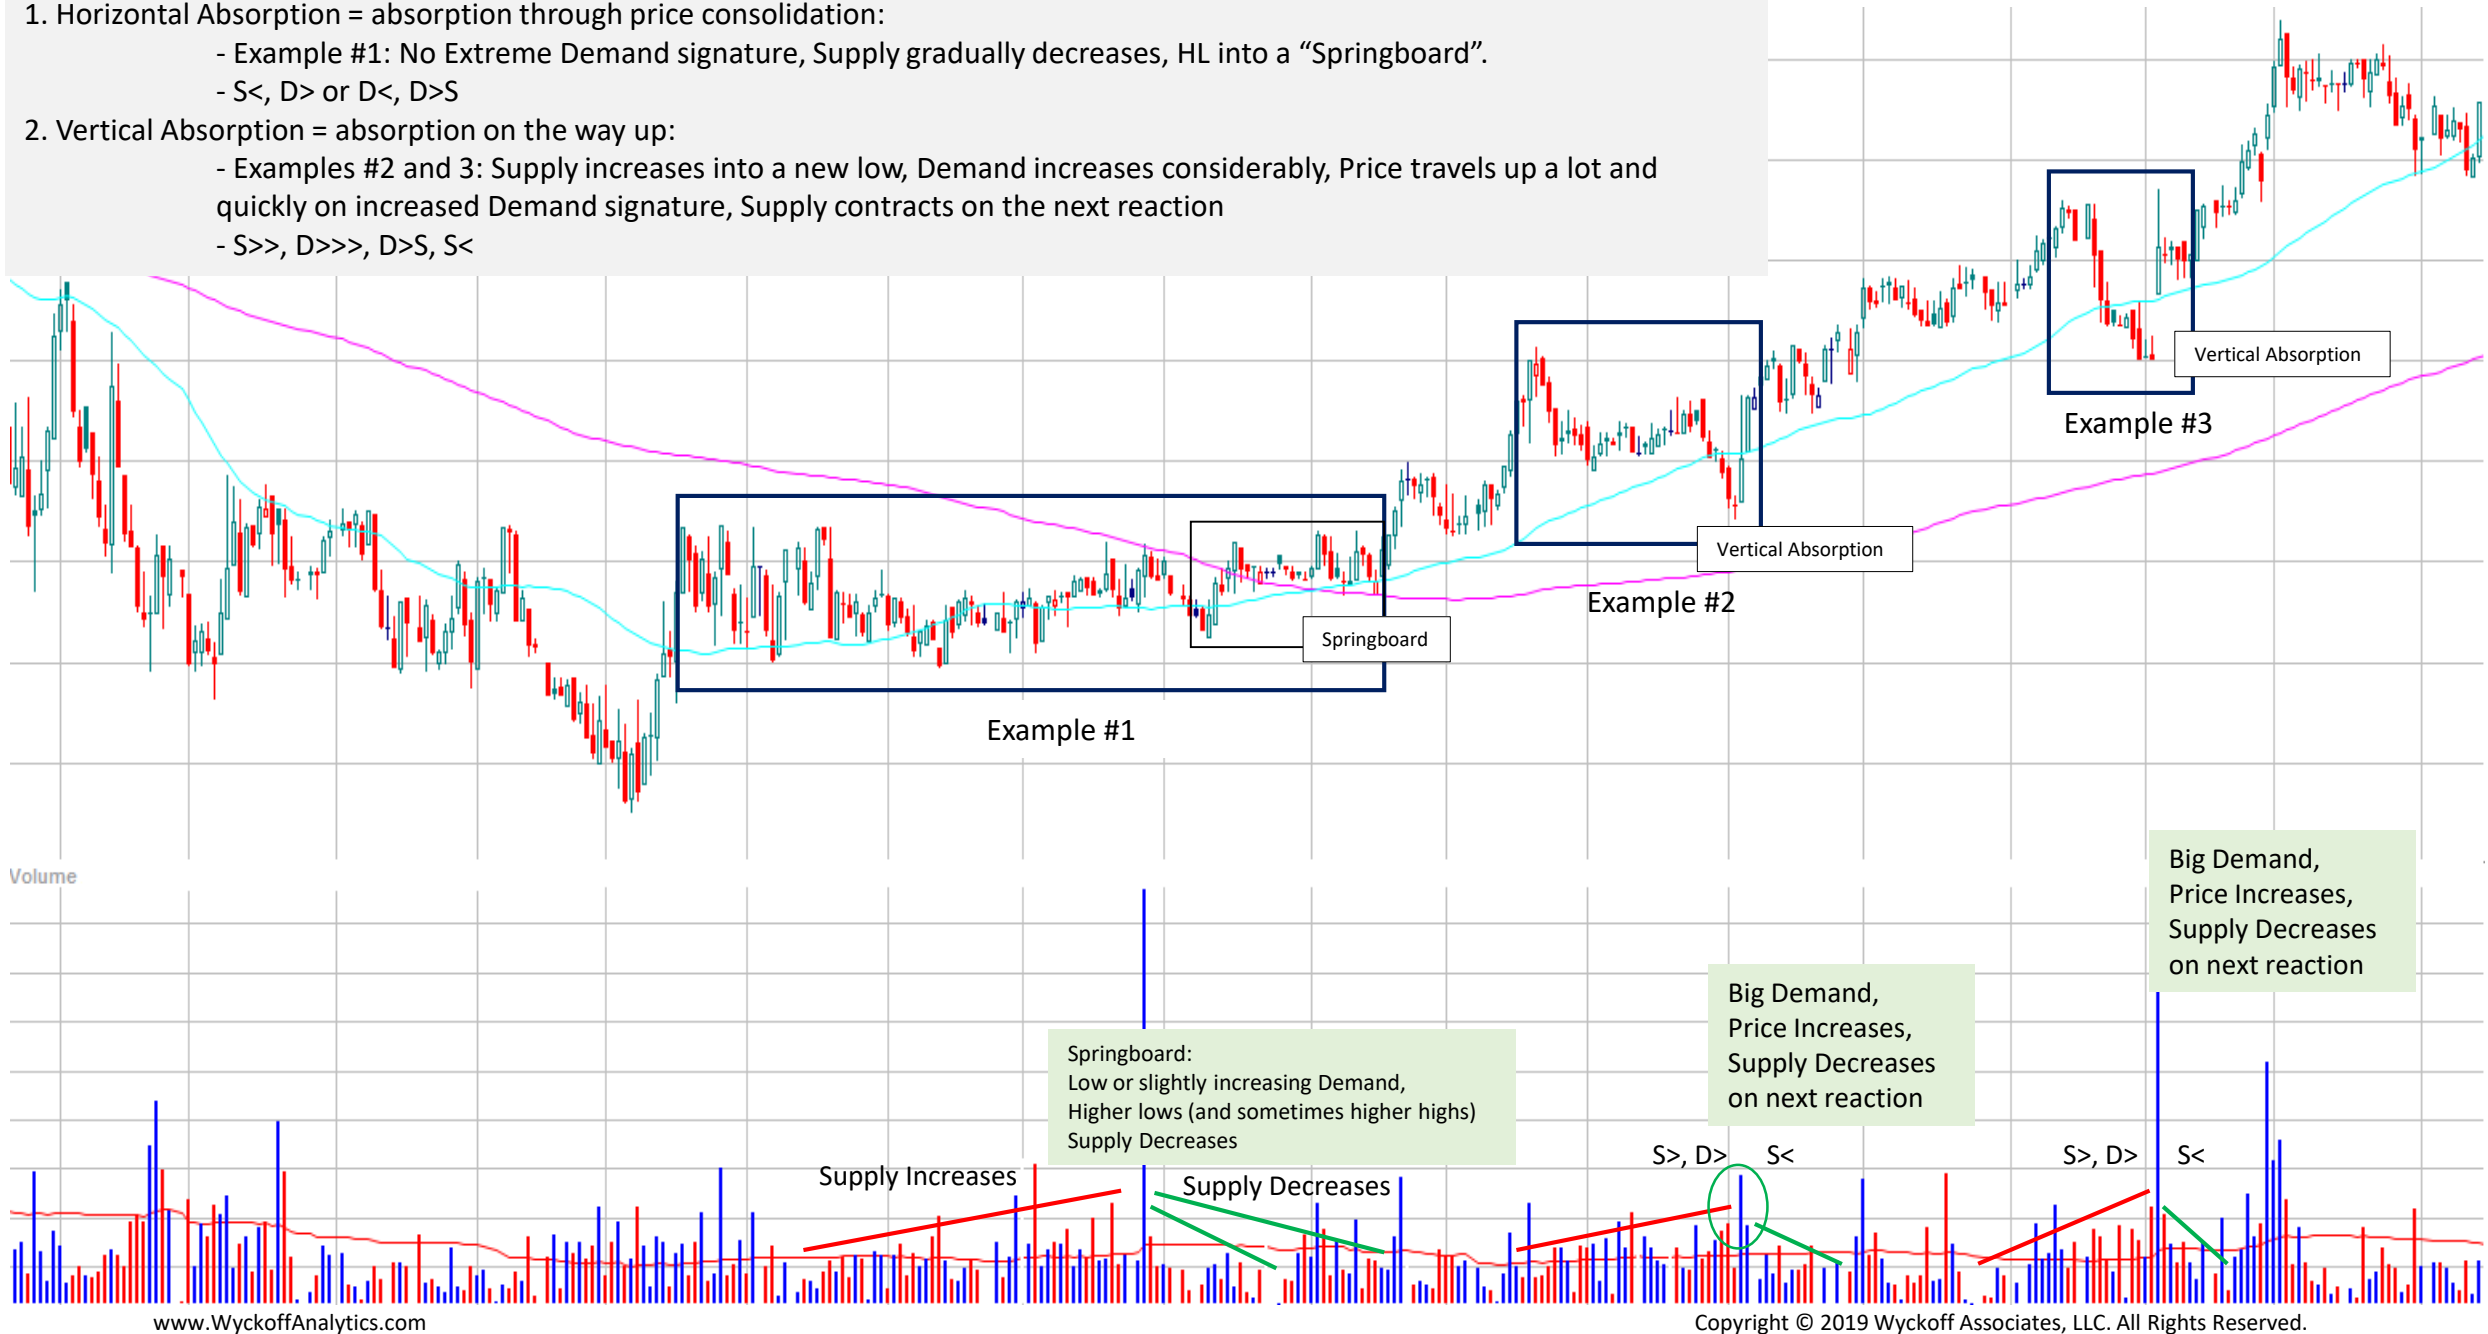 1. Horizontal Absorption = absorption through price consolidation:
- Example #1: No Extreme Demand signature, Supply gradually decreases, HL into a “Springboard”.
- S<, D> or D<, D>S
2. Vertical Absorption = absorption on the way up:
- Examples #2 and 3: Supply increases into a new low, Demand increases considerably, Price travels up a lot and
quickly on increased Demand signature, Supply contracts on the next reaction
- S>>, D>>>, D>S, S<
Vertical Absorption
Example #3
Vertical Absorption
Example #2
Springboard
Example #1
Volume
Big Demand,
Price Increases,
Supply Decreases
on next reaction
Big Demand,
Price Increases,
Supply Decreases
on next reaction
Springboard:
Low or slightly increasing Demand,
Higher lows (and sometimes higher highs)
Supply Decreases
Supply Increases
Supply Decreases
S>, D> S<
S>, D> S<
www.WyckoffAnalytics.com
Copyright © 2019 Wyckoff Associates, LLC. All Rights Reserved.